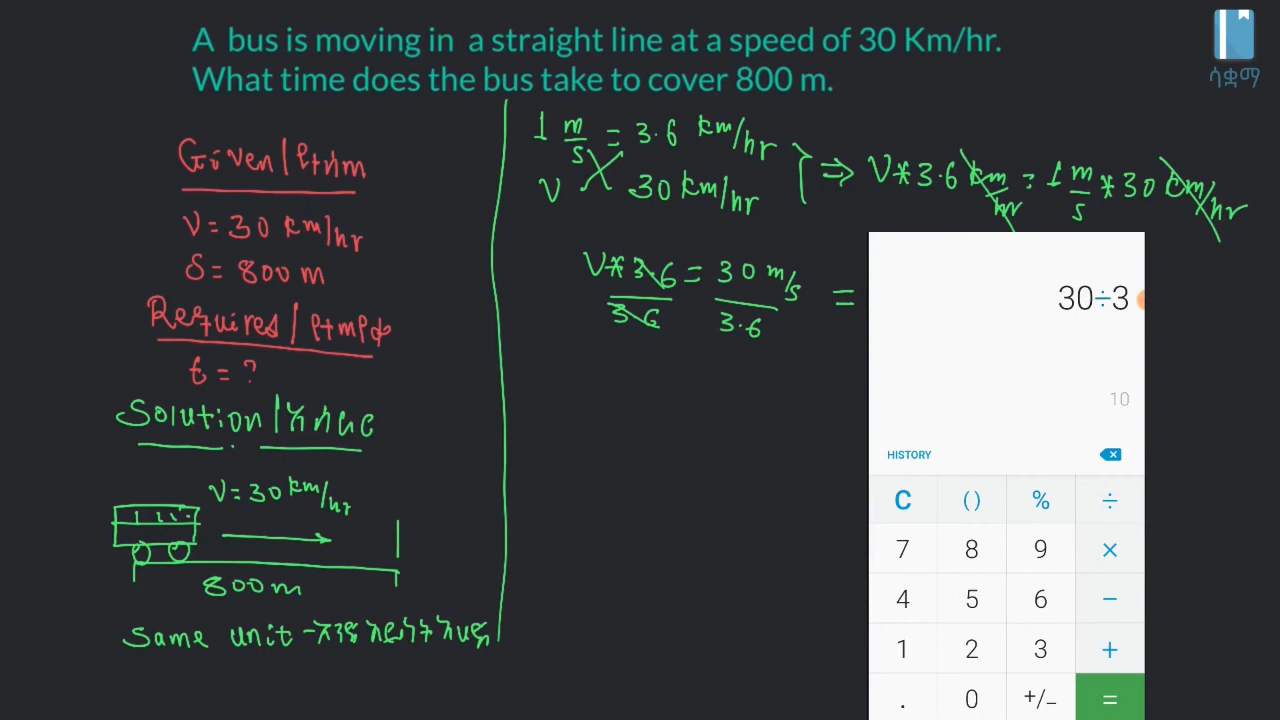 A bus is moving in a straight line at a speed of 30 Km/hr.
What time does the bus take to cover 800 m.
ሳቋማ
Given /
V = 30 km/hr
S = 800 m
Required /
t = ?
Solution /
V = 30 km/hr
800 m
Same unit -
1 m/s = 3.6 km/hr
V 30 km/hr
⇒ V * 3.6 km/hr = 1 m/s * 30 km/hr
V * 3.6 / 3.6 = 30 m/s / 3.6 =
30÷3
10
HISTORY
C ( ) % ÷
7 8 9 ×
4 5 6 −
1 2 3 +
. 0 +/− =